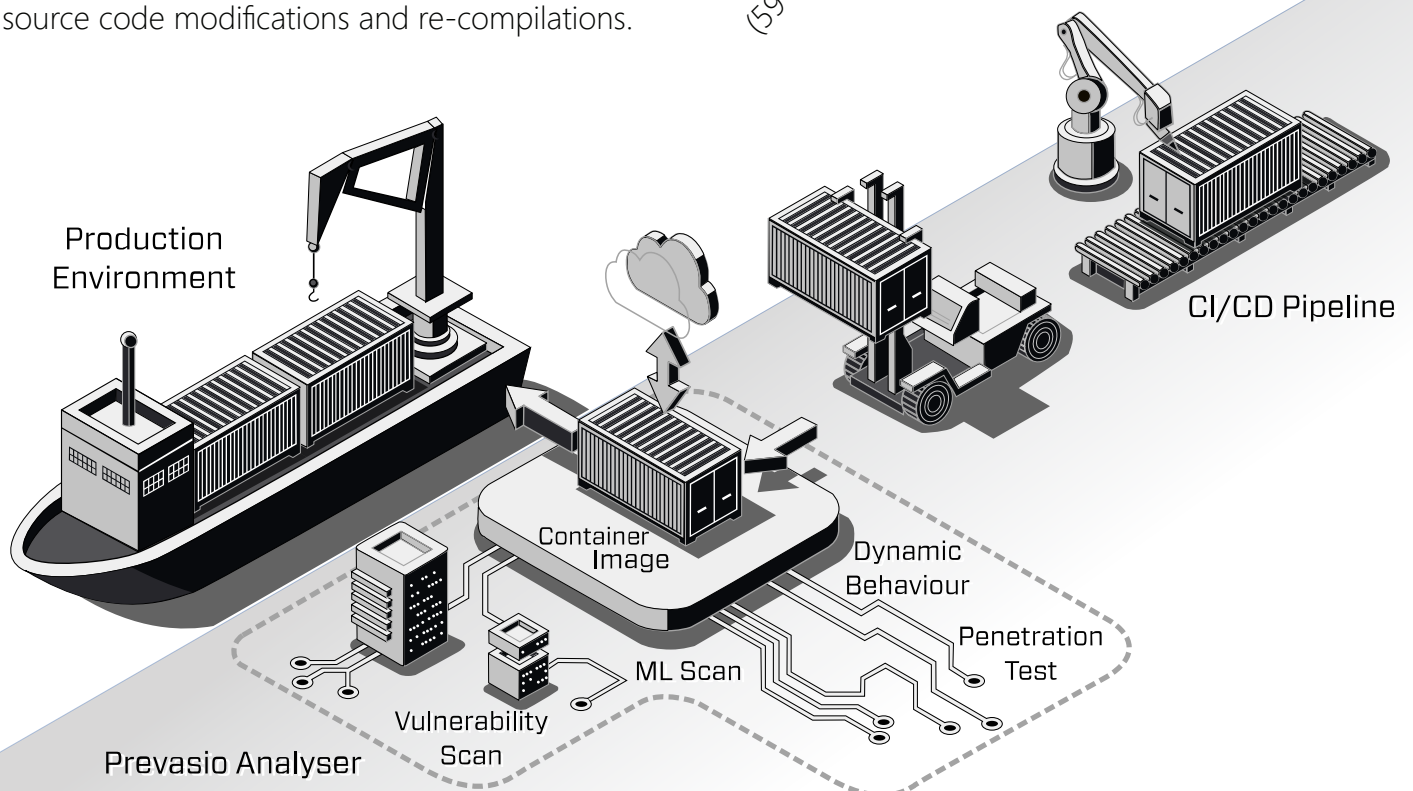 source code modifications and re-compilations.
(59
Production
Environment
CI/CD Pipeline
Container
Image
Dynamic
Behaviour
Penetration
Test
ML Scan
Vulnerability
Scan
Prevasio Analyser